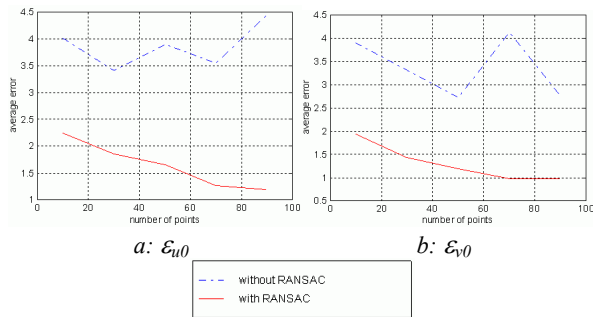 4.5
4
3.5
3
2.5
2
1.5
1
average error
0 20 40 60 80 100
number of points
a: εu0
4.5
4
3.5
3
2.5
2
1.5
1
0.5
average error
0 20 40 60 80 100
number of points
b: εv0
without RANSAC
with RANSAC